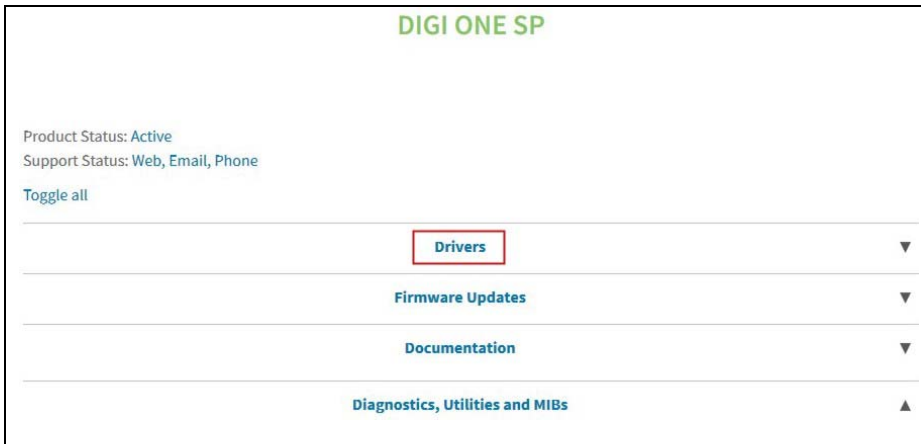 DIGI ONE SP
Product Status: Active
Support Status: Web, Email, Phone
Toggle all
Drivers ▼
Firmware Updates ▼
Documentation ▼
Diagnostics, Utilities and MIBs ▲